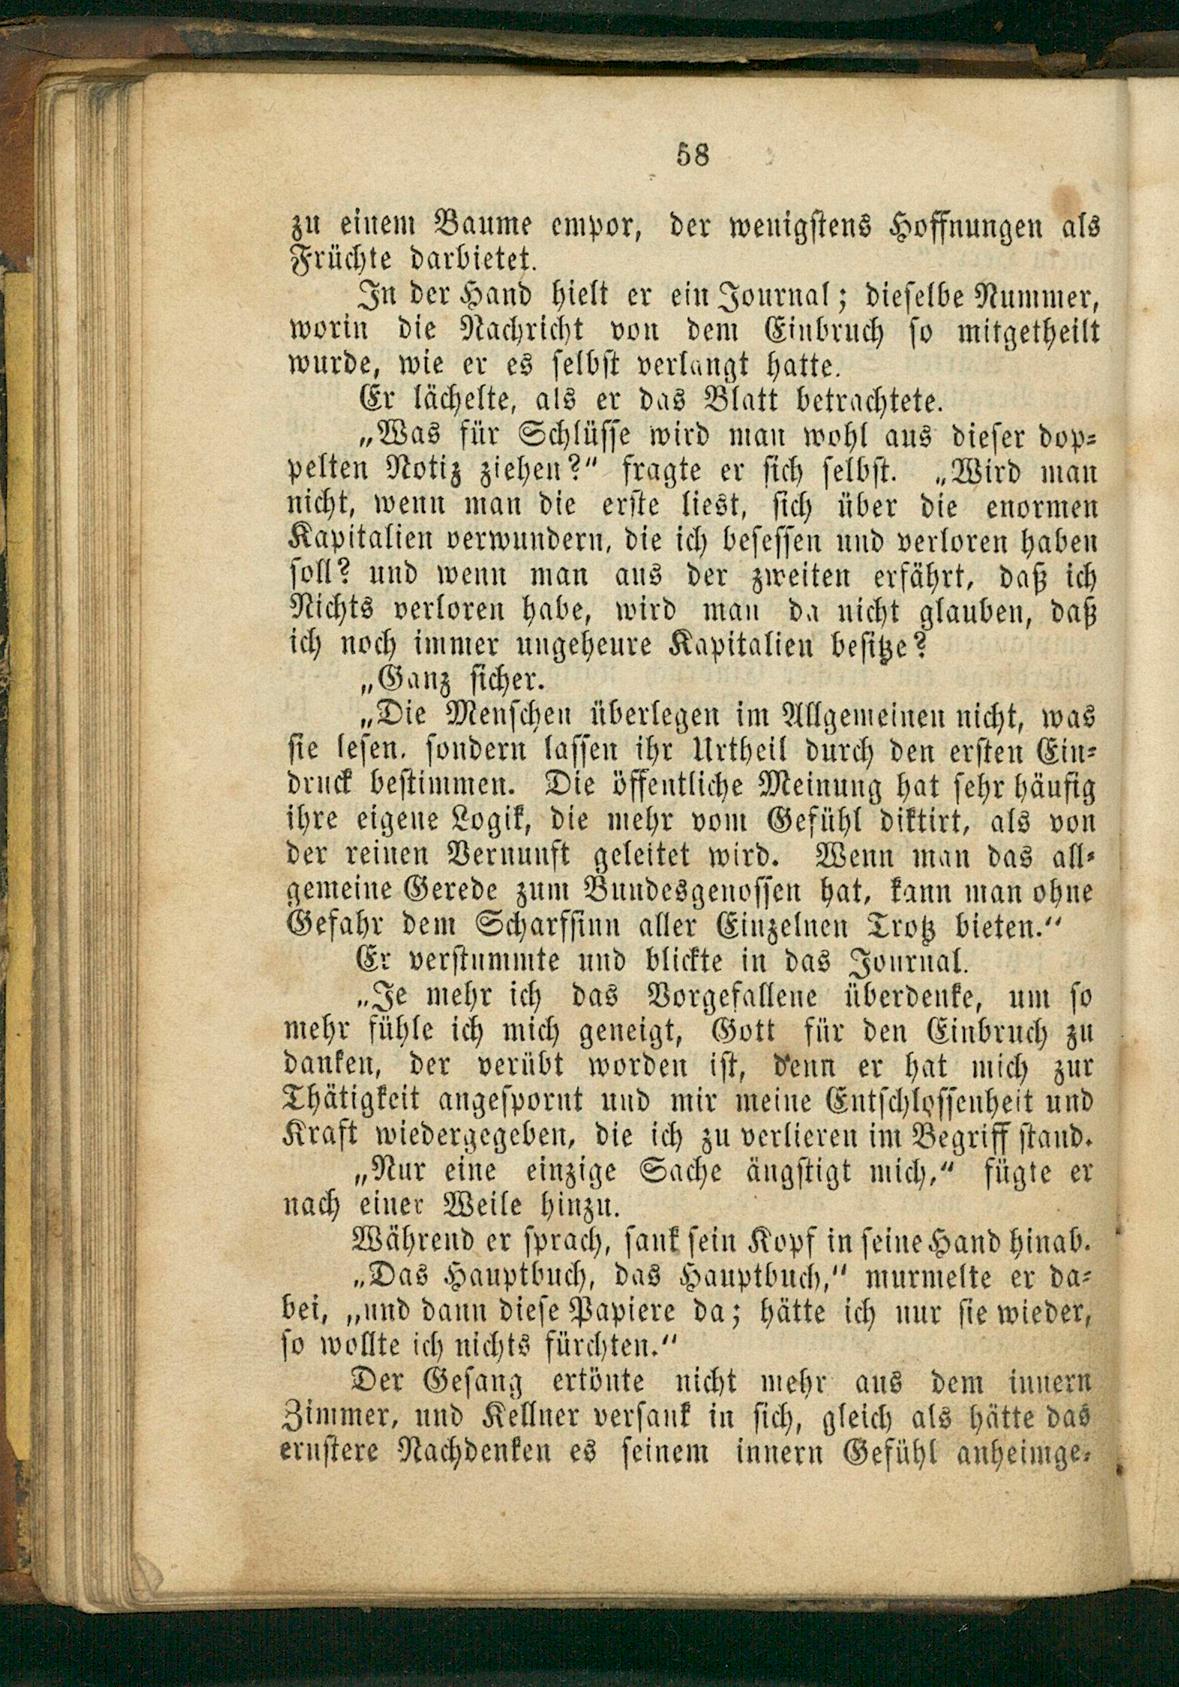 58
zu einem Baume empor, der wenigstens Hoffnungen als
Früchte darbietet.
In der Hand hielt er ein Journal; dieselbe Nummer,
worin die Nachricht von dem Einbruch so mitgetheilt
wurde, wie er es selbst verlangt hatte.
Er lächelte, als er das Blatt betrachtete.
„Was für Schlüsse wird man wohl aus dieser dop-
pelten Notiz ziehen?“ fragte er sich selbst. „Wird man
nicht, wenn man die erste liest, sich über die enormen
Kapitalien verwundern, die ich besessen und verloren haben
soll? und wenn man aus der zweiten erfährt, daß ich
Nichts verloren habe, wird man da nicht glauben, daß
ich noch immer ungeheure Kapitalien besitze?
„Ganz sicher.
„Die Menschen überlegen im Allgemeinen nicht, was
sie lesen, sondern lassen ihr Urtheil durch den ersten Ein-
druck bestimmen. Die öffentliche Meinung hat sehr häufig
ihre eigene Logik, die mehr vom Gefühl diktirt, als von
der reinen Vernunft geleitet wird. Wenn man das all-
gemeine Gerede zum Bundesgenossen hat, kann man ohne
Gefahr dem Scharfsinn aller Einzelnen Trotz bieten.“
Er verstummte und blickte in das Journal.
„Je mehr ich das Vorgefallene überdenke, um so
mehr fühle ich mich geneigt, Gott für den Einbruch zu
danken, der verübt worden ist, denn er hat mich zur
Thätigkeit angespornt und mir meine Entschlossenheit und
Kraft wiedergegeben, die ich zu verlieren im Begriff stand.
„Nur eine einzige Sache ängstigt mich,“ fügte er
nach einer Weile hinzu.
Während er sprach, sank sein Kopf in seine Hand hinab.
„Das Hauptbuch, das Hauptbuch,“ murmelte er da-
bei, „und dann diese Papiere da; hätte ich nur sie wieder,
so wollte ich nichts fürchten.“
Der Gesang ertönte nicht mehr aus dem innern
Zimmer, und Kellner versank in sich, gleich als hätte das
ernstere Nachdenken es seinem innern Gefühl anheimge-